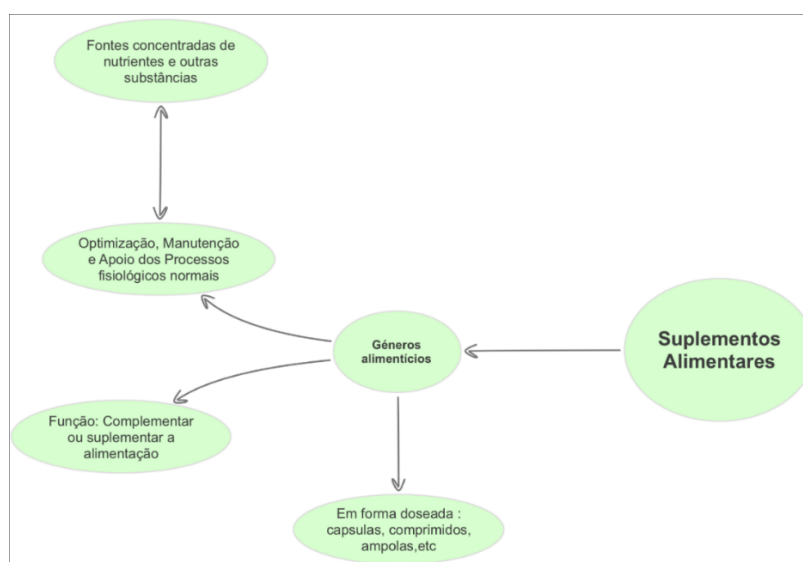 Fontes concentradas de
nutrientes e outras
substâncias
Optimização, Manutenção
e Apoio dos Processos
fisiológicos normais
Géneros
alimentícios
Suplementos
Alimentares
Função: Complementar
ou suplementar a
alimentação
Em forma doseada :
capsulas, comprimidos,
ampolas,etc